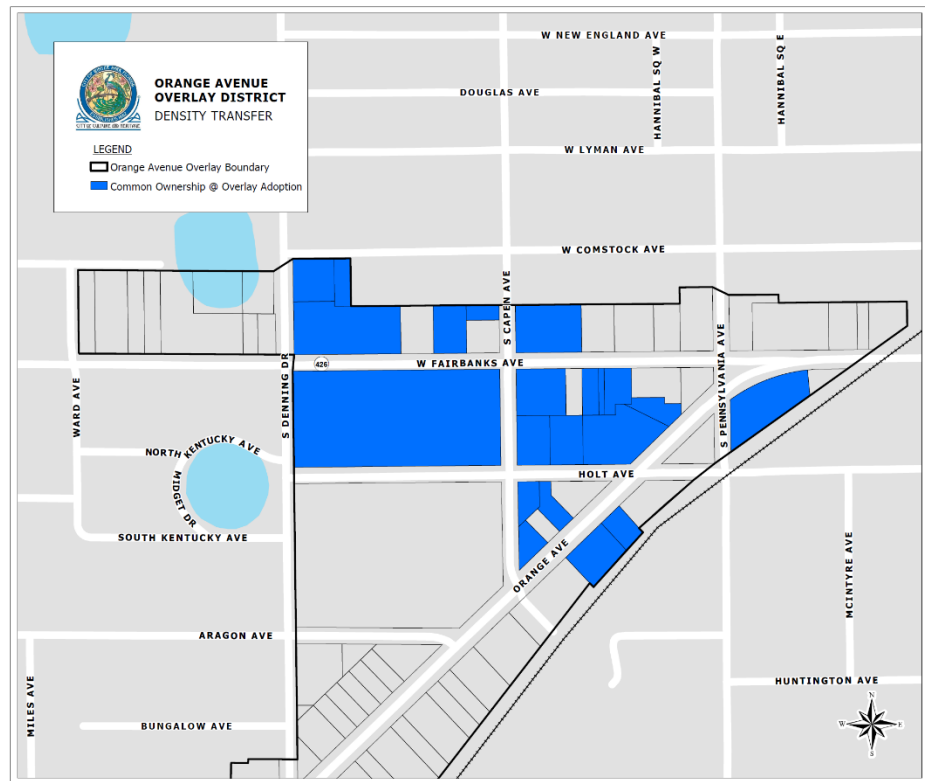 W NEW ENGLAND AVE
HANNIBAL SQ W
HANNIBAL SQ E
ORANGE AVENUE
OVERLAY DISTRICT
DENSITY TRANSFER
LEGEND
Orange Avenue Overlay Boundary
Common Ownership @ Overlay Adoption
DOUGLAS AVE
W LYMAN AVE
W COMSTOCK AVE
S CAPEN AVE
S PENNSYLVANIA AVE
426
W FAIRBANKS AVE
S DENNING DR
WARD AVE
NORTH KENTUCKY AVE
MIDGET DR
SOUTH KENTUCKY AVE
HOLT AVE
ORANGE AVE
MCINTYRE AVE
ARAGON AVE
MILES AVE
BUNGALOW AVE
HUNTINGTON AVE
N
W
E
S